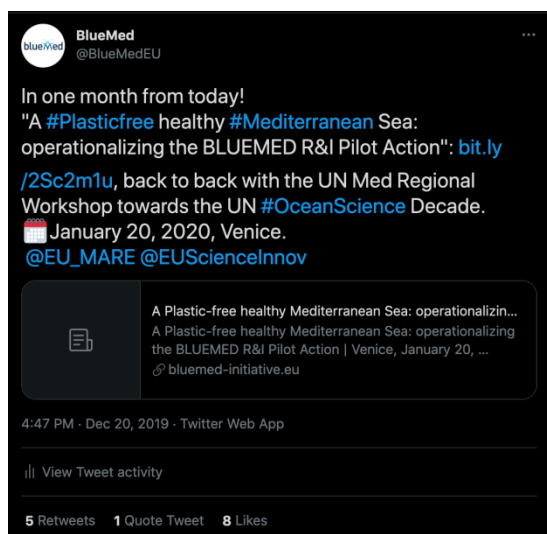 blueMed
BlueMed
@BlueMedEU
In one month from today!
"A #Plasticfree healthy #Mediterranean Sea:
operationalizing the BLUEMED R&I Pilot Action": bit.ly
/2Sc2m1u, back to back with the UN Med Regional
Workshop towards the UN #OceanScience Decade.
🗓️January 20, 2020, Venice.
@EU_MARE @EUScienceInnov
A Plastic-free healthy Mediterranean Sea: operationalizin...
A Plastic-free healthy Mediterranean Sea: operationalizing
the BLUEMED R&I Pilot Action | Venice, January 20, ...
bluemed-initiative.eu
4:47 PM · Dec 20, 2019 · Twitter Web App
View Tweet activity
5 Retweets 1 Quote Tweet 8 Likes